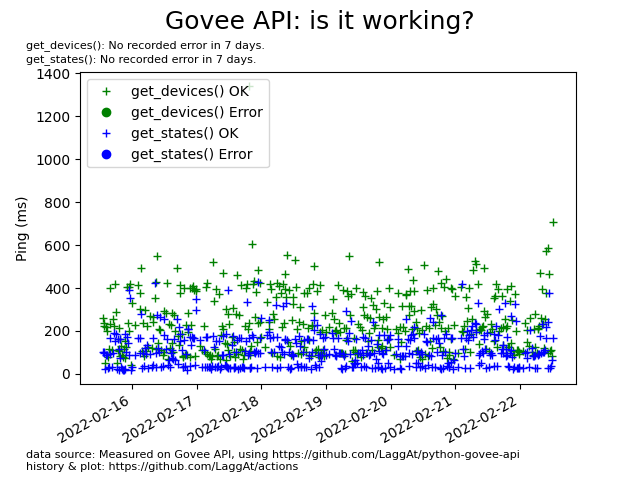 Govee API: is it working?
get_devices(): No recorded error in 7 days.
get_states(): No recorded error in 7 days.
1400
1200
1000
800
600
400
200
0
Ping (ms)
get_devices() OK
get_devices() Error
get_states() OK
get_states() Error
2022-02-16
2022-02-17
2022-02-18
2022-02-19
2022-02-20
2022-02-21
2022-02-22
data source: Measured on Govee API, using https://github.com/LaggAt/python-govee-api
history & plot: https://github.com/LaggAt/actions